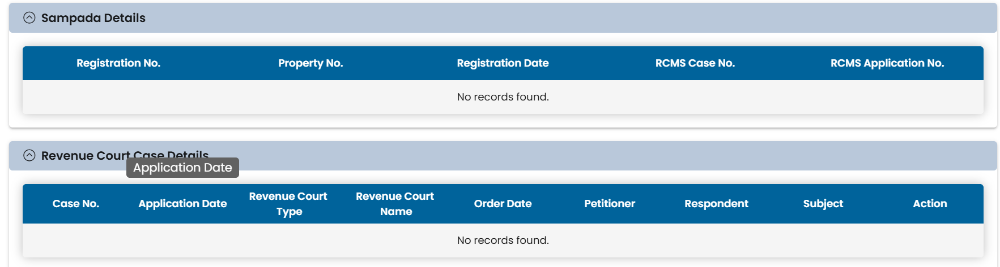 Sampada Details
Registration No. Property No. Registration Date RCMS Case No. RCMS Application No.
No records found.
Revenue Court Case Details
Application Date
Case No. Application Date Revenue Court Type Revenue Court Name Order Date Petitioner Respondent Subject Action
No records found.